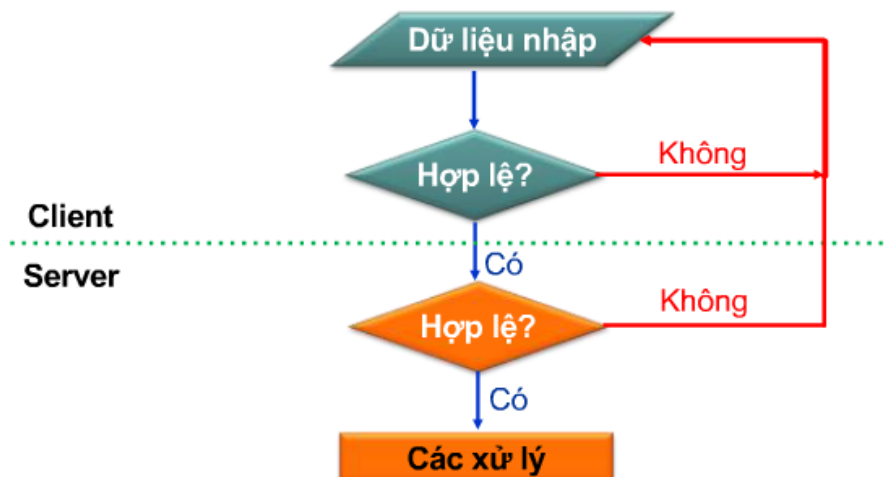 Dữ liệu nhập
Hợp lệ?
Không
Client
Server
Có
Hợp lệ?
Không
Có
Các xử lý